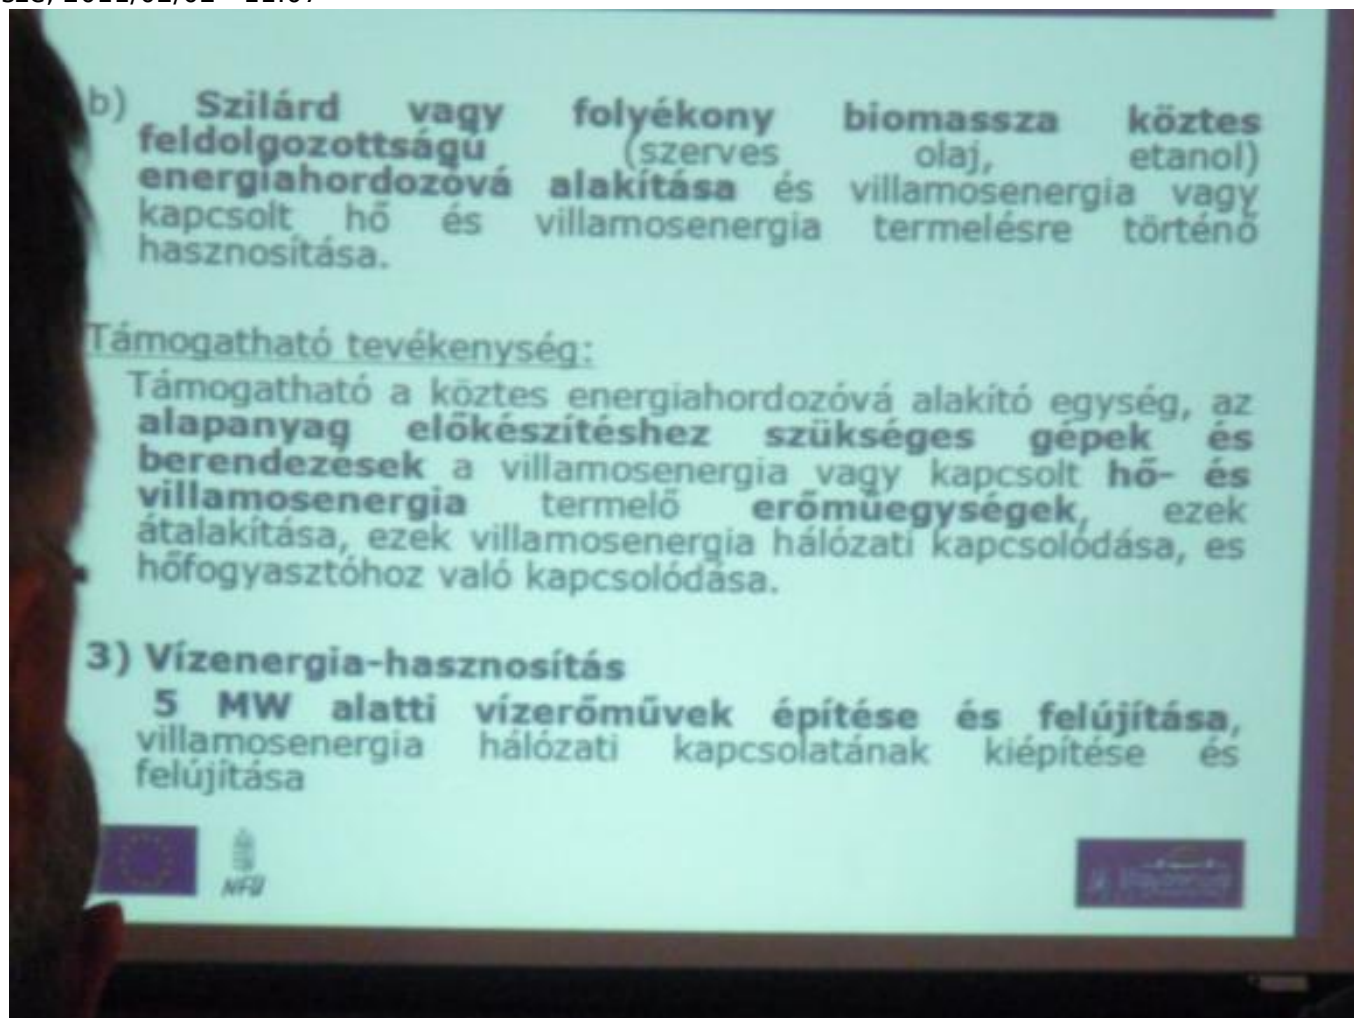 b) Szilárd vagy folyékony biomassza köztes
feldolgozottságú (szerves olaj, etanol)
energiahordozóvá alakítása és villamosenergia vagy
kapcsolt hő és villamosenergia termelésre történő
hasznosítása.
Támogatható tevékenység:
Támogatható a köztes energiahordozóvá alakító egység, az
alapanyag előkészítéshez szükséges gépek és
berendezések a villamosenergia vagy kapcsolt hő- és
villamosenergia termelő erőműegységek, ezek
átalakítása, ezek villamosenergia hálózati kapcsolódása, es
hőfogyasztóhoz való kapcsolódása.
3) Vízenergia-hasznosítás
5 MW alatti vízerőművek építése és felújítása,
villamosenergia hálózati kapcsolatának kiépítése és
felújítása
NFÜ